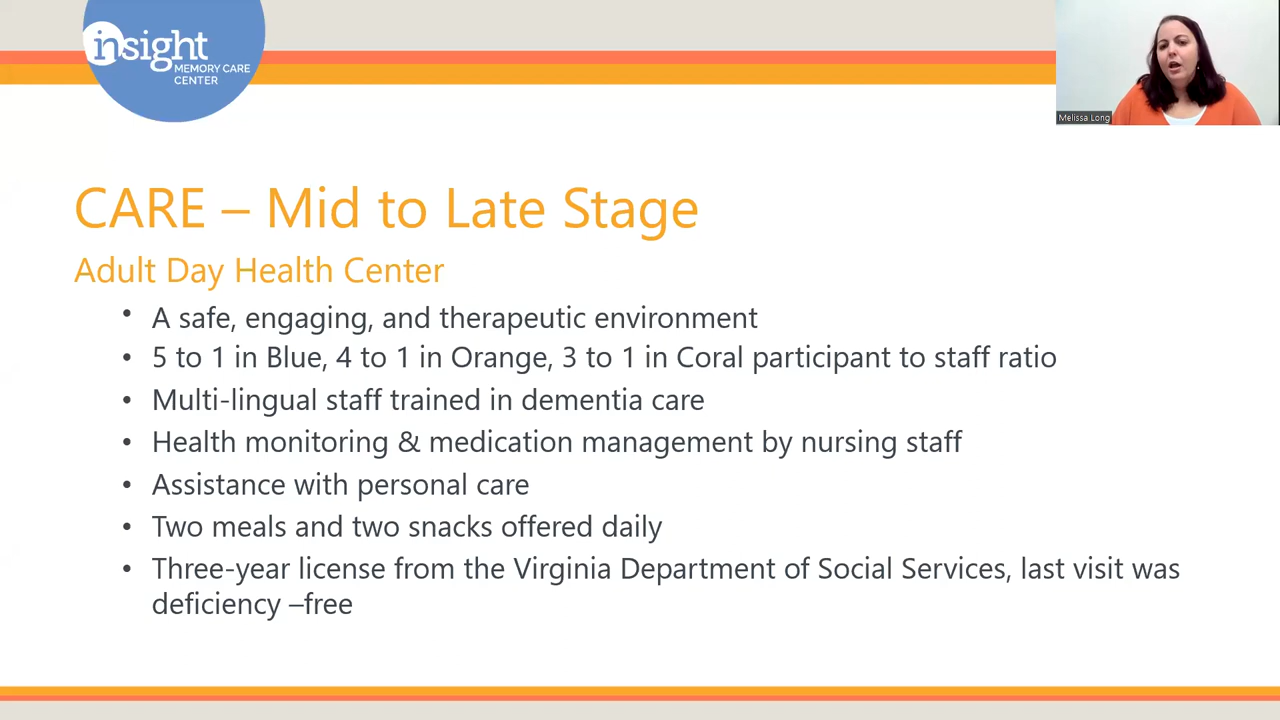 insight
MEMORY CARE
CENTER
Melissa Long
CARE – Mid to Late Stage
Adult Day Health Center
• A safe, engaging, and therapeutic environment
• 5 to 1 in Blue, 4 to 1 in Orange, 3 to 1 in Coral participant to staff ratio
• Multi-lingual staff trained in dementia care
• Health monitoring & medication management by nursing staff
• Assistance with personal care
• Two meals and two snacks offered daily
• Three-year license from the Virginia Department of Social Services, last visit was
deficiency –free